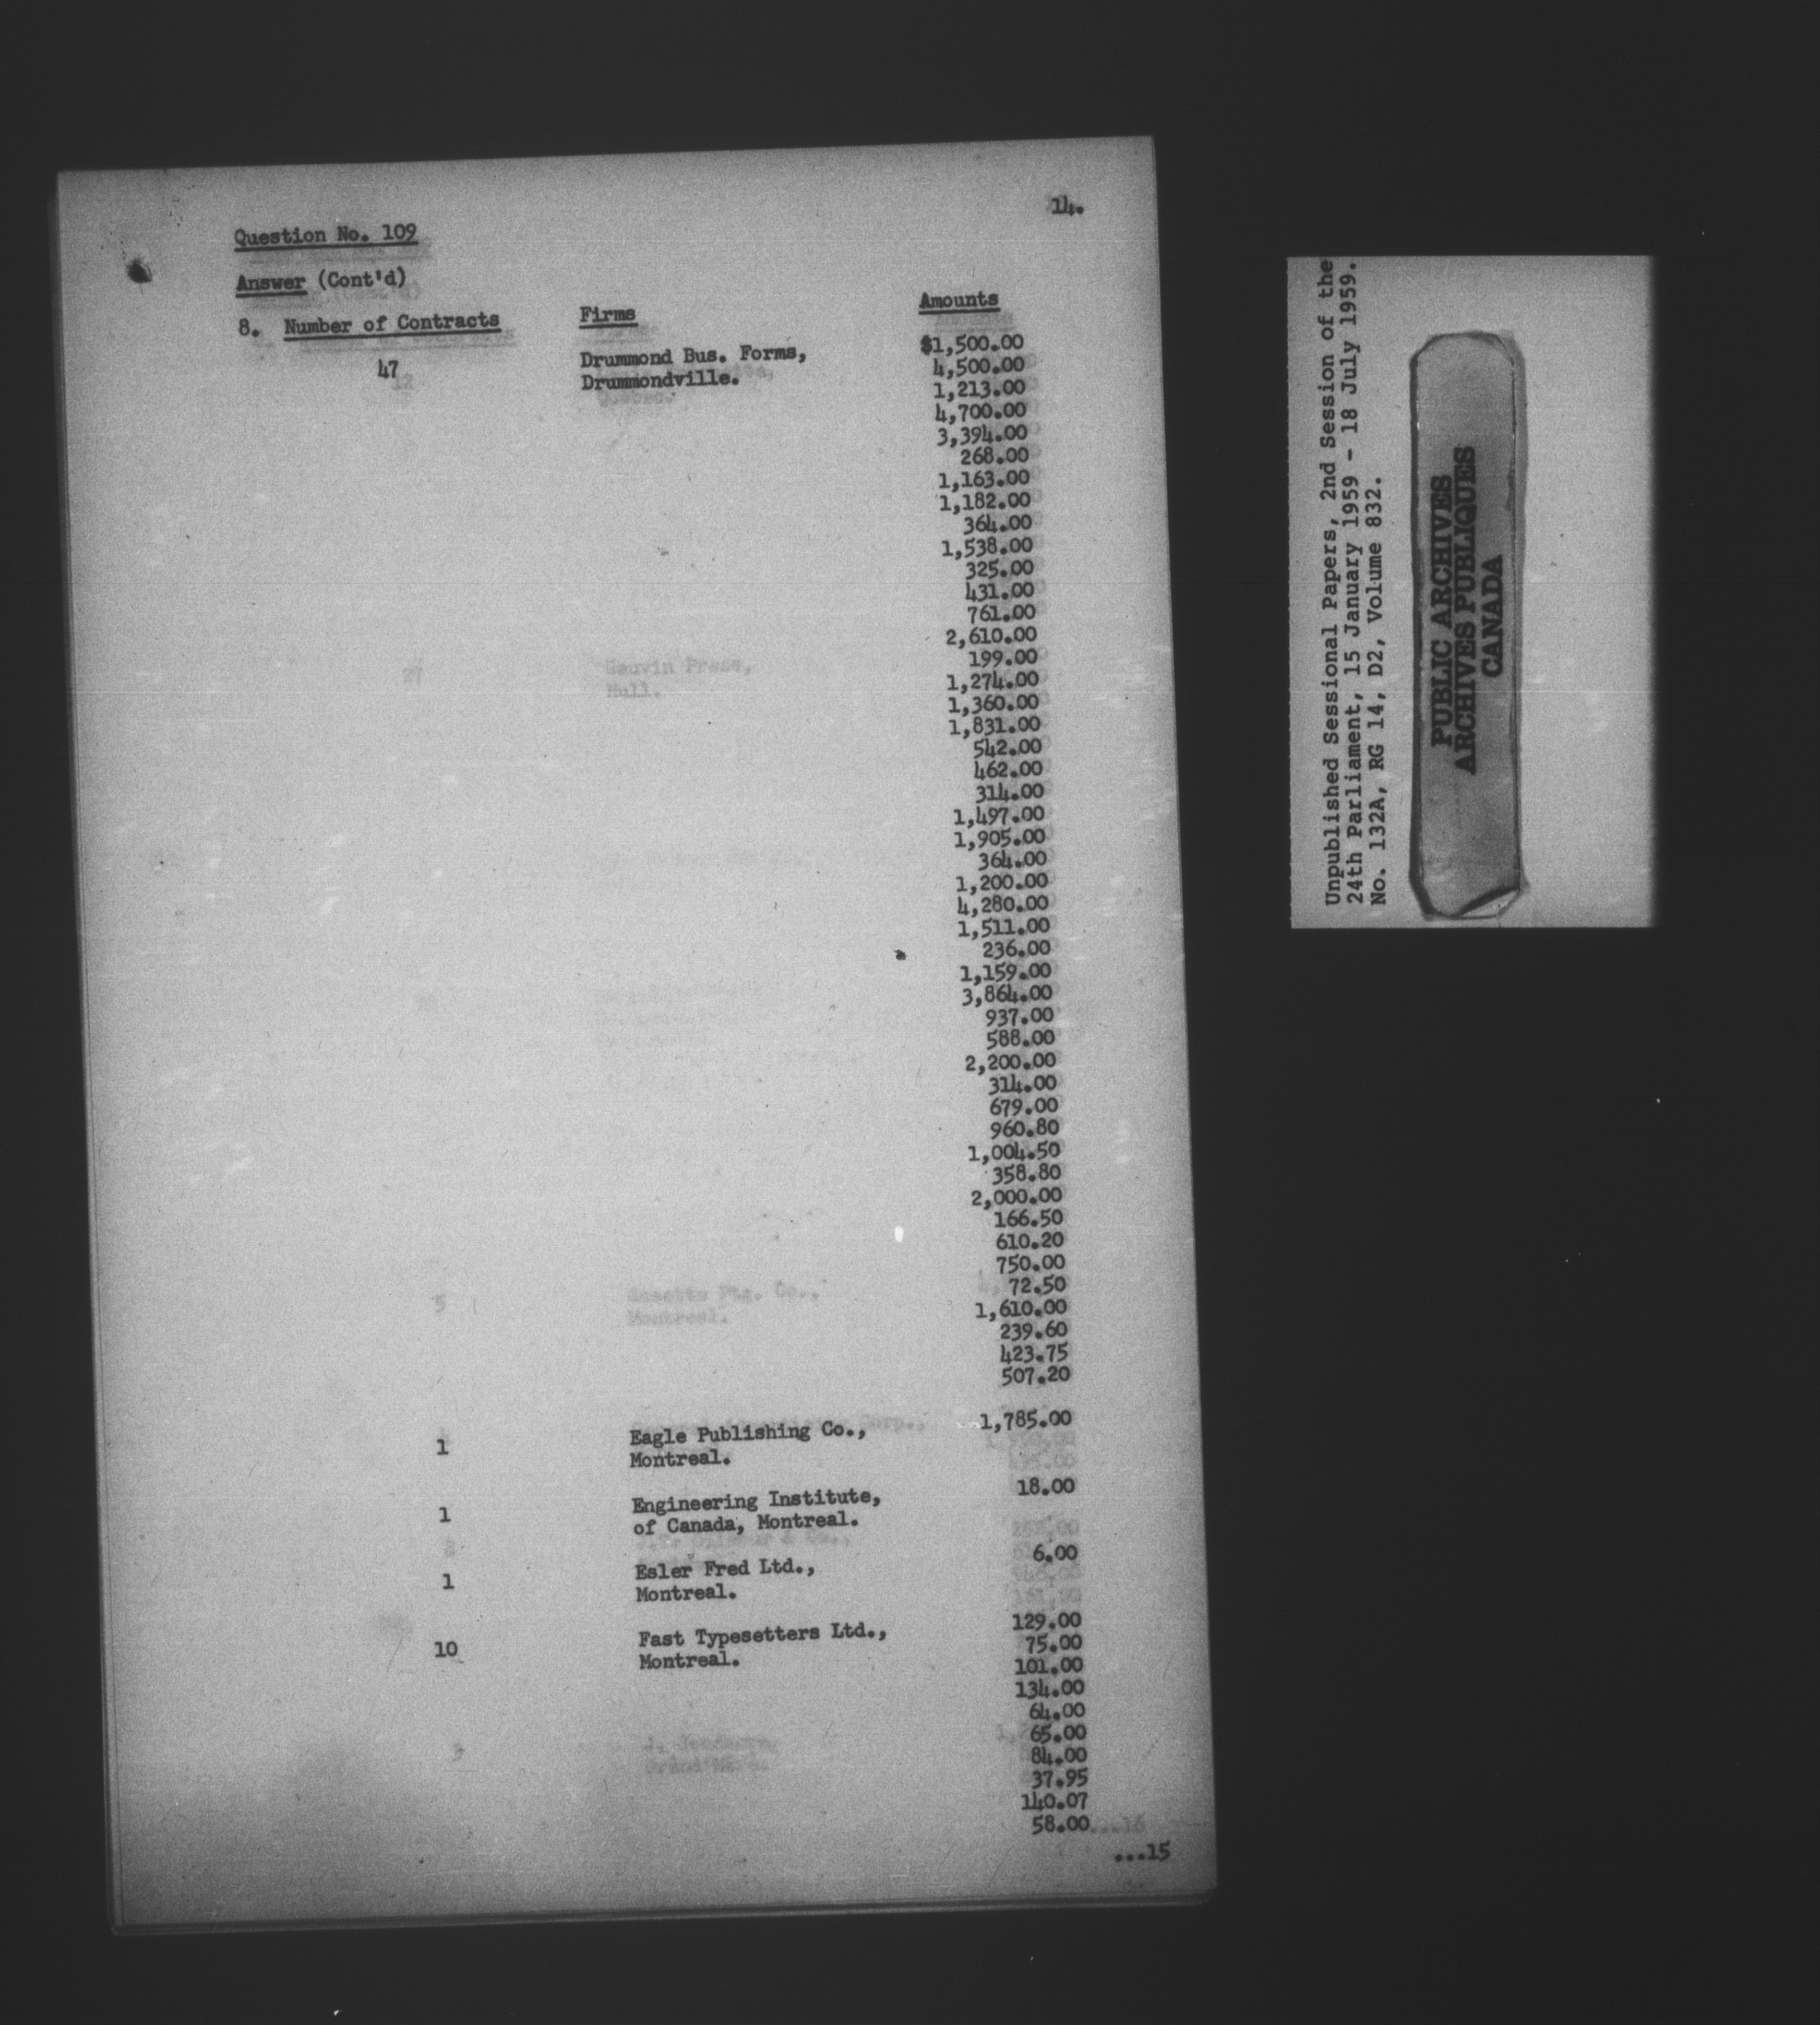 14.
Question No. 109
Answer (Cont'd)
8. Number of Contracts Firms Amounts
47 Drummond Bus. Forms, $1,500.00
Drummondville. 4,500.00
1,213.00
4,700.00
3,394.00
268.00
1,163.00
1,182.00
364.00
1,538.00
325.00
431.00
761.00
2,610.00
199.00
1,274.00
1,360.00
1,831.00
542.00
462.00
314.00
1,497.00
1,905.00
364.00
1,200.00
4,280.00
1,511.00
236.00
1,159.00
3,864.00
937.00
588.00
2,200.00
314.00
679.00
960.80
1,004.50
358.80
2,000.00
166.50
610.20
750.00
72.50
1,610.00
239.60
423.75
507.20
1 Eagle Publishing Co., 1,785.00
Montreal.
1 Engineering Institute, 18.00
of Canada, Montreal.
1 Esler Fred Ltd., 6.00
Montreal.
10 Fast Typesetters Ltd., 129.00
Montreal. 75.00
101.00
134.00
64.00
65.00
84.00
37.95
140.07
58.00
...15
Unpublished Sessional Papers, 2nd Session of the
24th Parliament, 15 January 1959 - 18 July 1959.
No. 132A, RG 14, D2, Volume 832.
PUBLIC ARCHIVES
ARCHIVES PUBLIQUES
CANADA